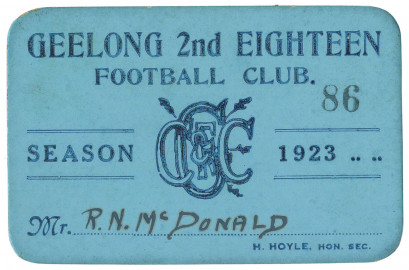 GEELONG 2nd EIGHTEEN
FOOTBALL CLUB.
86
SEASON 1923 .. ..
Mr. R.N. McDONALD
H. HOYLE, HON. SEC.